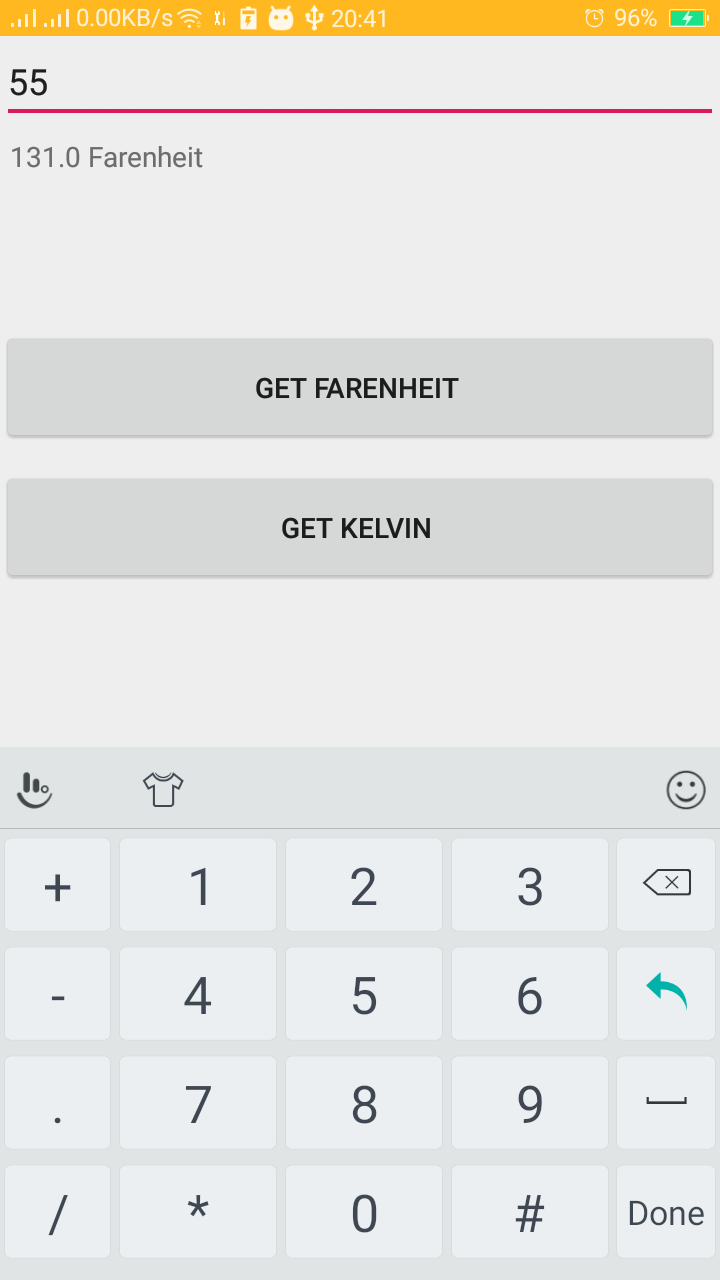 0.00KB/s 20:41 96%
55
131.0 Farenheit
GET FARENHEIT
GET KELVIN
+ 1 2 3
- 4 5 6
. 7 8 9
/ * 0 # Done